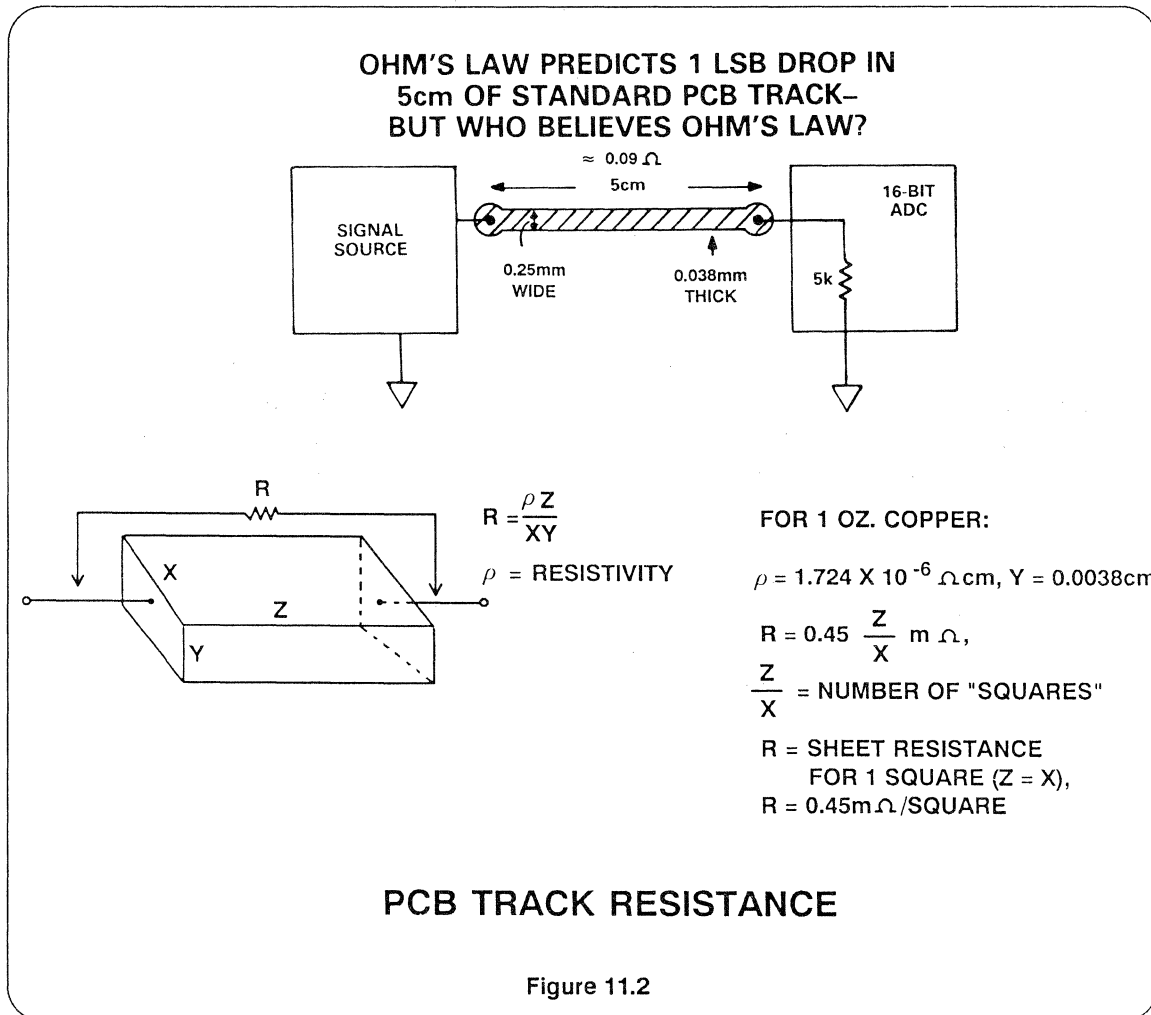 OHM'S LAW PREDICTS 1 LSB DROP IN
5cm OF STANDARD PCB TRACK–
BUT WHO BELIEVES OHM'S LAW?
≈ 0.09 Ω
5cm
SIGNAL
SOURCE
0.25mm
WIDE
0.038mm
THICK
16-BIT
ADC
5k
R
X
Y
Z
R = ρ Z / XY
ρ = RESISTIVITY
FOR 1 OZ. COPPER:
ρ = 1.724 X 10⁻⁶ Ωcm, Y = 0.0038cm
R = 0.45 Z / X m Ω,
Z / X = NUMBER OF "SQUARES"
R = SHEET RESISTANCE
FOR 1 SQUARE (Z = X),
R = 0.45mΩ/SQUARE
PCB TRACK RESISTANCE
Figure 11.2